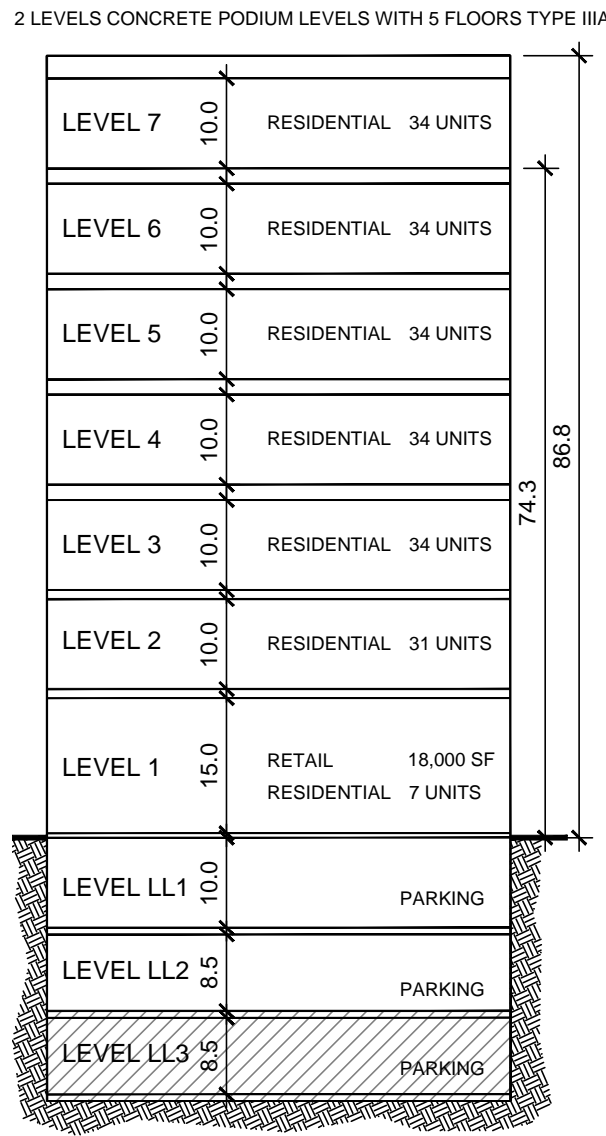 2 LEVELS CONCRETE PODIUM LEVELS WITH 5 FLOORS TYPE IIIA
LEVEL 7 10.0 RESIDENTIAL 34 UNITS
LEVEL 6 10.0 RESIDENTIAL 34 UNITS
LEVEL 5 10.0 RESIDENTIAL 34 UNITS
LEVEL 4 10.0 RESIDENTIAL 34 UNITS
86.8
74.3
LEVEL 3 10.0 RESIDENTIAL 34 UNITS
LEVEL 2 10.0 RESIDENTIAL 31 UNITS
LEVEL 1 15.0 RETAIL 18,000 SF
RESIDENTIAL 7 UNITS
LEVEL LL1 10.0 PARKING
LEVEL LL2 8.5 PARKING
LEVEL LL3 8.5 PARKING